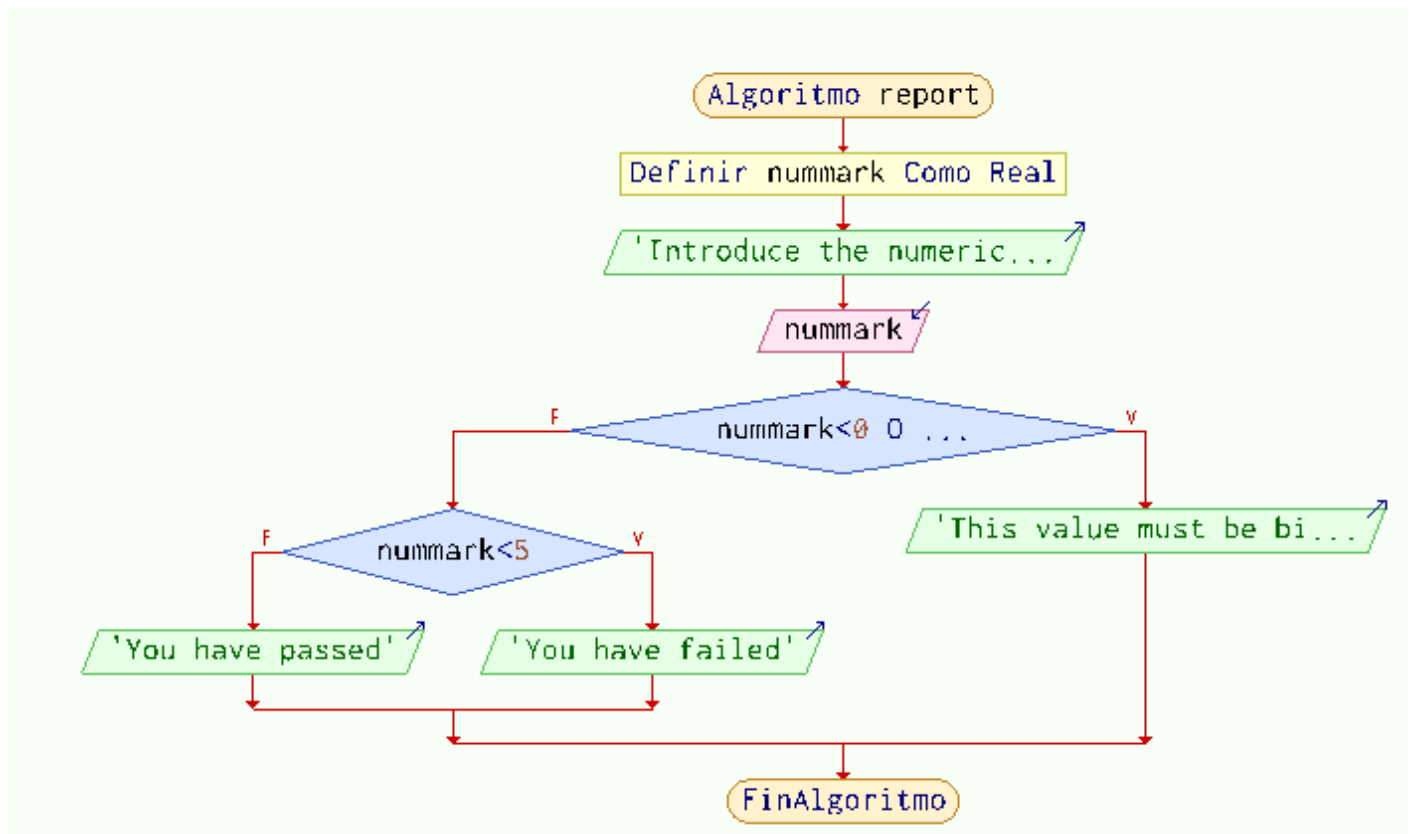 Algoritmo report
Definir nummark Como Real
'Introduce the numeric...
nummark
nummark<0 O ...
F
V
nummark<5
F
V
'This value must be bi...
'You have passed'
'You have failed'
FinAlgoritmo